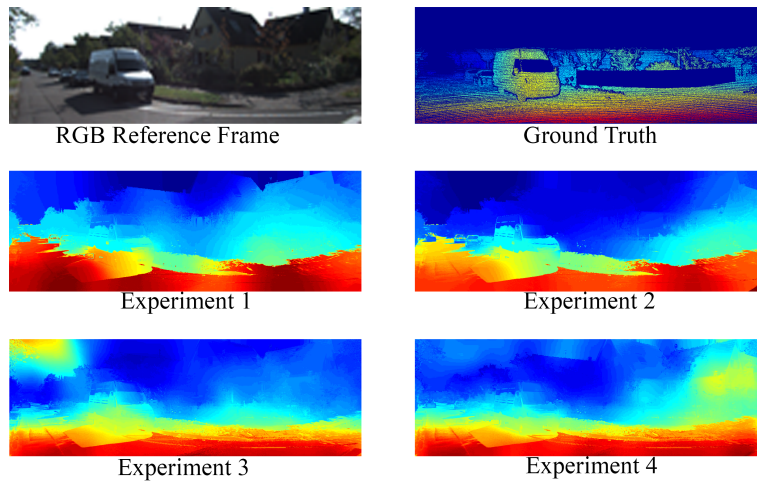 RGB Reference Frame
Ground Truth
Experiment 1
Experiment 2
Experiment 3
Experiment 4